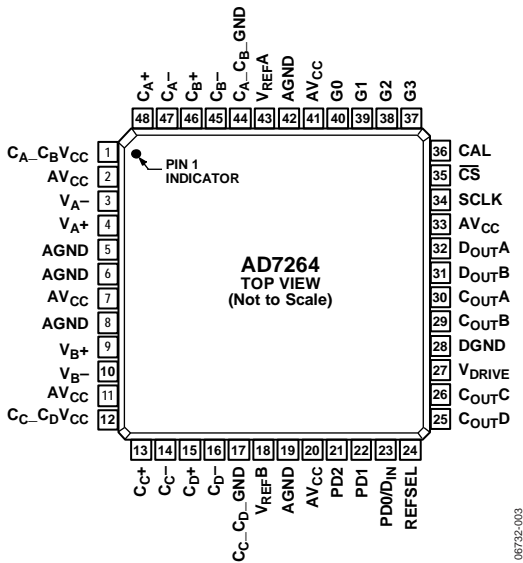 CA+
CA−
CB+
CB−
CA_CB_GND
VREFA
AGND
AVCC
G0
G1
G2
G3
48 47 46 45 44 43 42 41 40 39 38 37
CA_CBVCC 1
AVCC 2
VA− 3
VA+ 4
AGND 5
AGND 6
AVCC 7
AGND 8
VB+ 9
VB− 10
AVCC 11
CC_CDVCC 12
PIN 1
INDICATOR
AD7264
TOP VIEW
(Not to Scale)
36 CAL
35 CS
34 SCLK
33 AVCC
32 DOUTA
31 DOUTB
30 COUTA
29 COUTB
28 DGND
27 VDRIVE
26 COUTC
25 COUTD
13 14 15 16 17 18 19 20 21 22 23 24
CC+
CC−
CD+
CD−
CC_CD_GND
VREFB
AGND
AVCC
PD2
PD1
PD0/DIN
REFSEL
06732-003